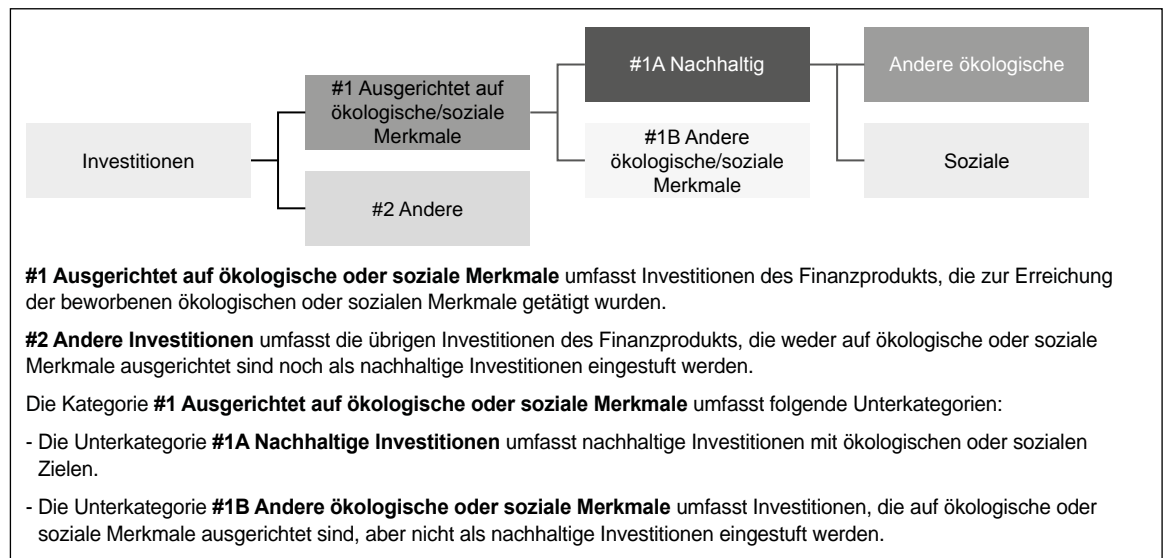 Investitionen
#1 Ausgerichtet auf
ökologische/soziale
Merkmale
#2 Andere
#1A Nachhaltig
#1B Andere
ökologische/soziale
Merkmale
Andere ökologische
Soziale
#1 Ausgerichtet auf ökologische oder soziale Merkmale umfasst Investitionen des Finanzprodukts, die zur Erreichung
der beworbenen ökologischen oder sozialen Merkmale getätigt wurden.
#2 Andere Investitionen umfasst die übrigen Investitionen des Finanzprodukts, die weder auf ökologische oder soziale
Merkmale ausgerichtet sind noch als nachhaltige Investitionen eingestuft werden.
Die Kategorie #1 Ausgerichtet auf ökologische oder soziale Merkmale umfasst folgende Unterkategorien:
- Die Unterkategorie #1A Nachhaltige Investitionen umfasst nachhaltige Investitionen mit ökologischen oder sozialen
Zielen.
- Die Unterkategorie #1B Andere ökologische oder soziale Merkmale umfasst Investitionen, die auf ökologische oder
soziale Merkmale ausgerichtet sind, aber nicht als nachhaltige Investitionen eingestuft werden.